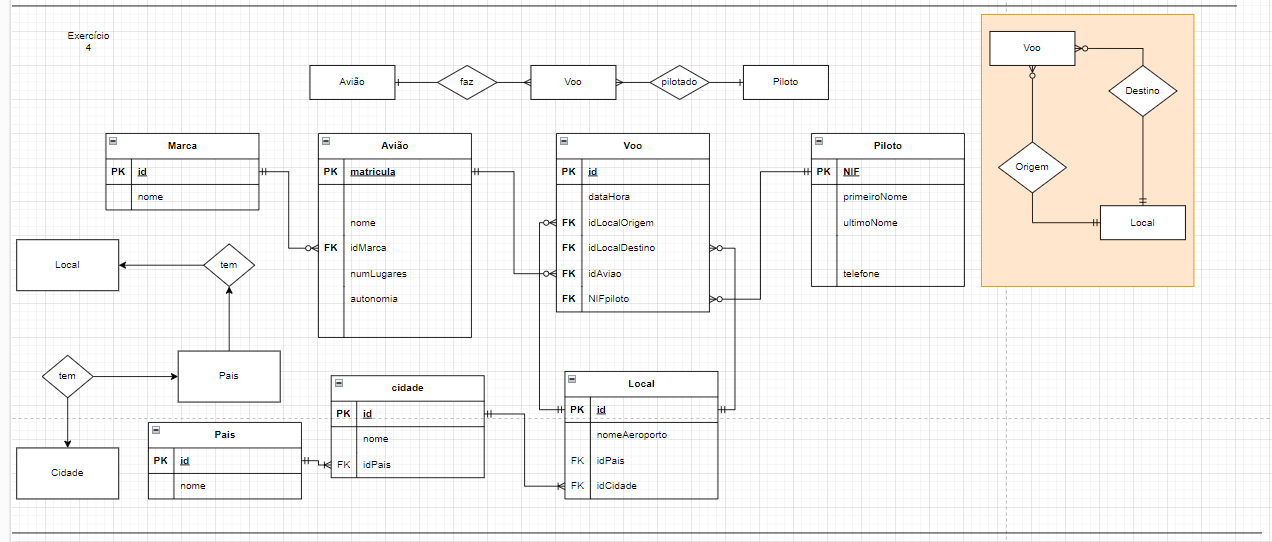 Exercício
4
Avião
faz
Voo
pilotado
Piloto
Voo
Destino
Origem
Local
Marca
PK id
nome
Avião
PK matricula
nome
FK idMarca
numLugares
autonomia
Voo
PK id
dataHora
FK idLocalOrigem
FK idLocalDestino
FK idAviao
FK NIFpiloto
Piloto
PK NIF
primeiroNome
ultimoNome
telefone
Local
tem
tem
Pais
Cidade
Pais
PK id
nome
cidade
PK id
nome
FK idPais
Local
PK id
nomeAeroporto
FK idPais
FK idCidade